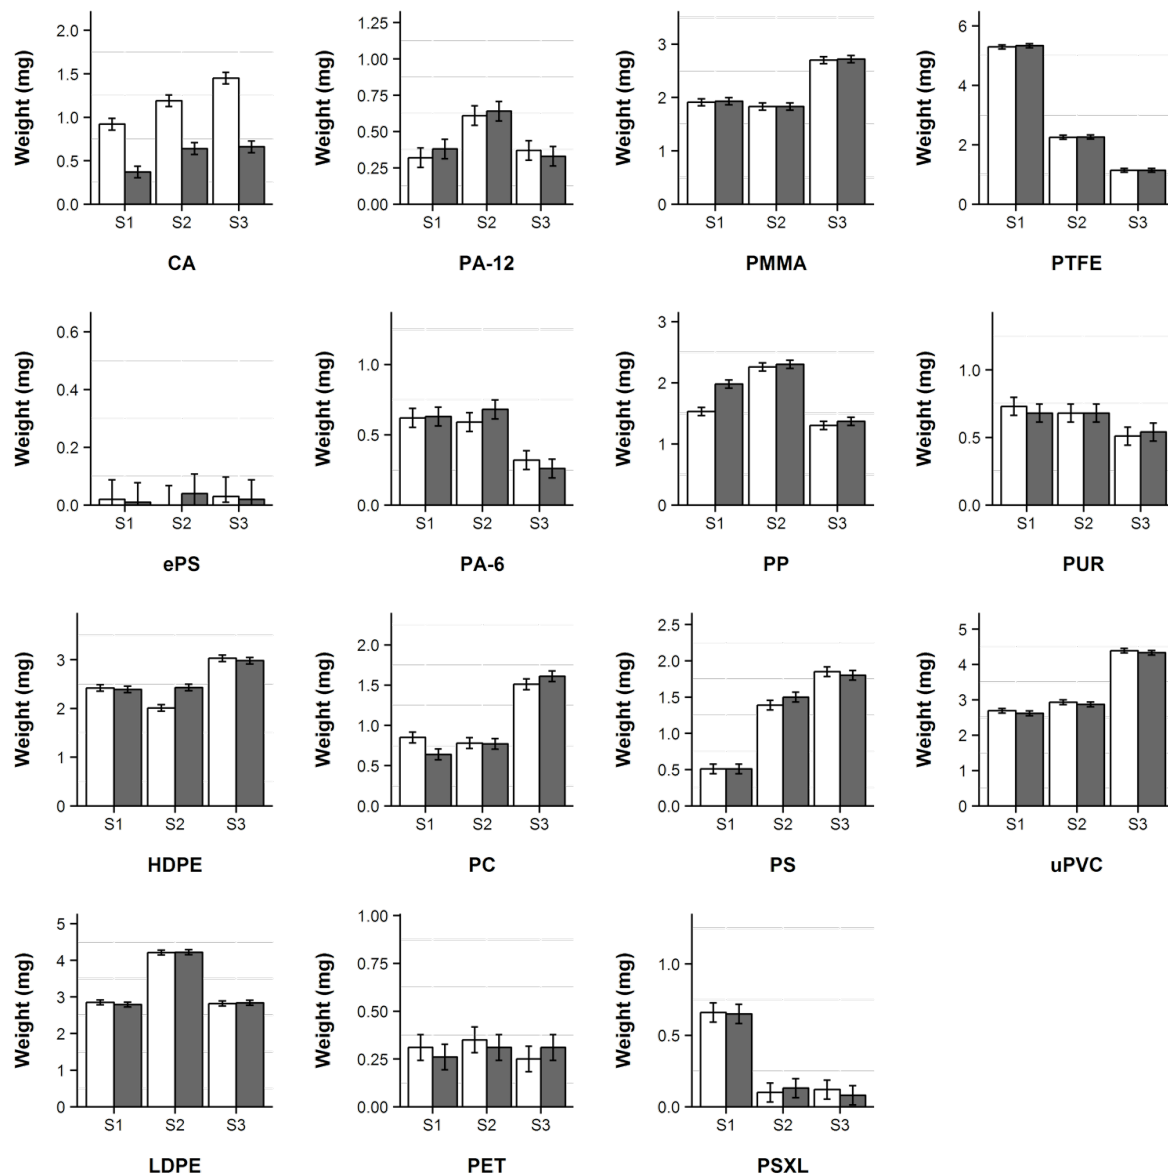 Weight (mg)
2.0
1.5
1.0
0.5
0.0
S1 S2 S3
CA
Weight (mg)
1.25
1.00
0.75
0.50
0.25
0.00
S1 S2 S3
PA-12
Weight (mg)
3
2
1
0
S1 S2 S3
PMMA
Weight (mg)
6
4
2
0
S1 S2 S3
PTFE
Weight (mg)
0.6
0.4
0.2
0.0
S1 S2 S3
ePS
Weight (mg)
1.0
0.5
0.0
S1 S2 S3
PA-6
Weight (mg)
3
2
1
0
S1 S2 S3
PP
Weight (mg)
1.0
0.5
0.0
S1 S2 S3
PUR
Weight (mg)
3
2
1
0
S1 S2 S3
HDPE
Weight (mg)
2.0
1.5
1.0
0.5
0.0
S1 S2 S3
PC
Weight (mg)
2.5
2.0
1.5
1.0
0.5
0.0
S1 S2 S3
PS
Weight (mg)
5
4
3
2
1
0
S1 S2 S3
uPVC
Weight (mg)
5
4
3
2
1
0
S1 S2 S3
LDPE
Weight (mg)
1.00
0.75
0.50
0.25
0.00
S1 S2 S3
PET
Weight (mg)
1.0
0.5
0.0
S1 S2 S3
PSXL